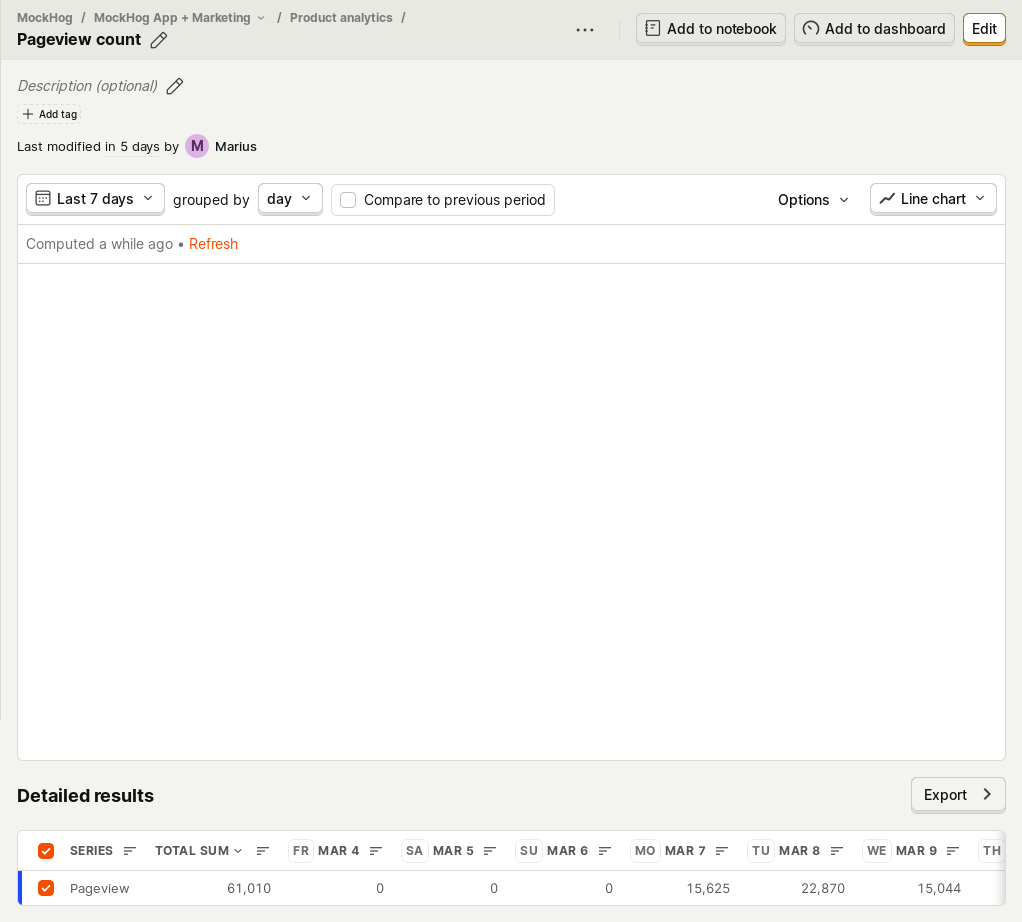 MockHog / MockHog App + Marketing / Product analytics /
Pageview count
Add to notebook
Add to dashboard
Edit
Description (optional)
Add tag
Last modified in 5 days by M Marius
Last 7 days grouped by day Compare to previous period Options Line chart
Computed a while ago • Refresh
Detailed results
Export
SERIES TOTAL SUM FR MAR 4 SA MAR 5 SU MAR 6 MO MAR 7 TU MAR 8 WE MAR 9 TH
Pageview 61,010 0 0 0 15,625 22,870 15,044